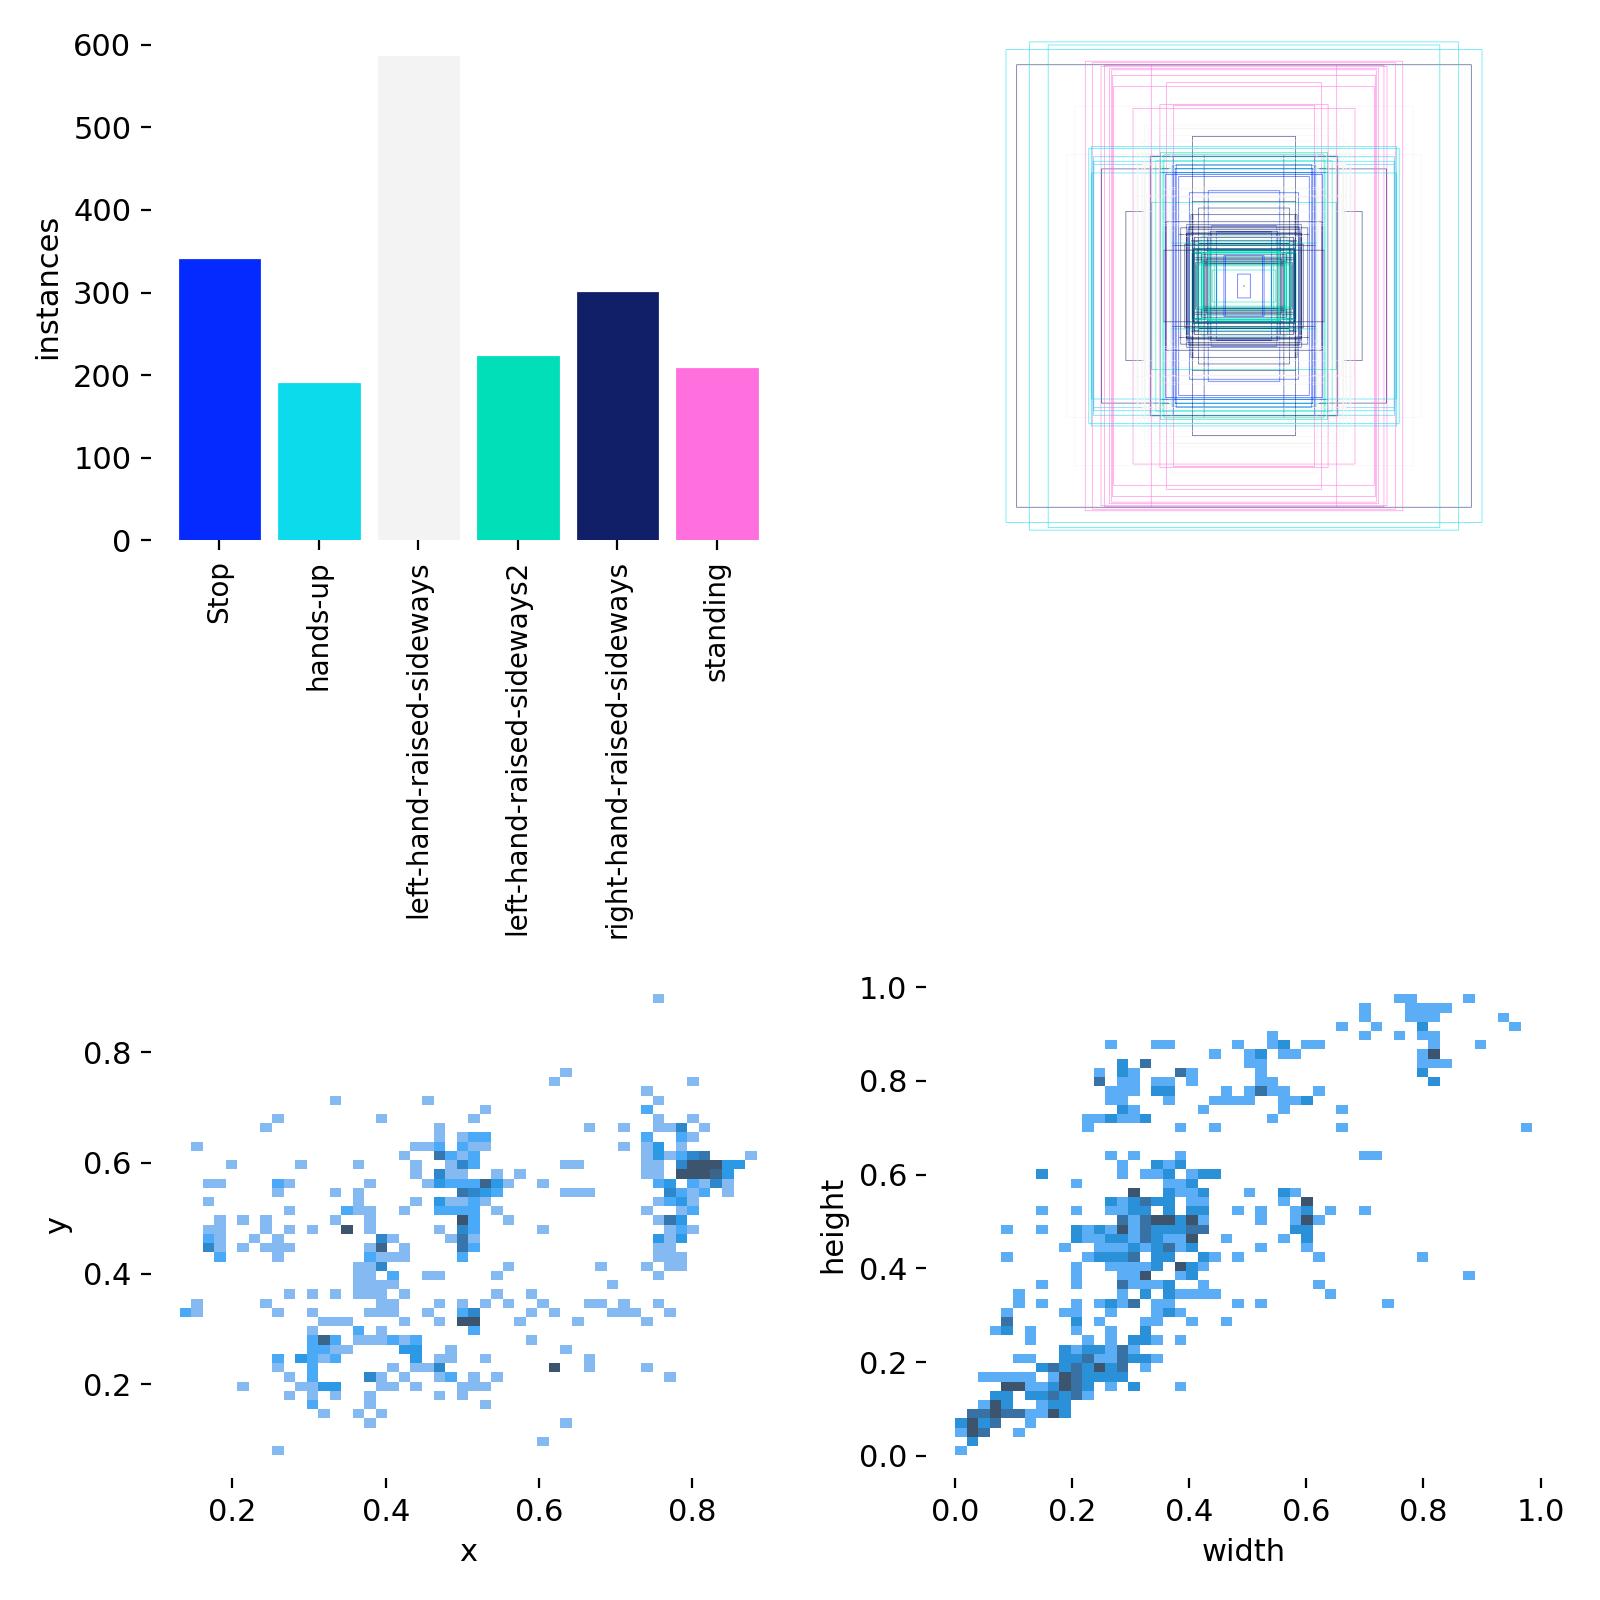 600
500
400
300
200
100
0
instances
Stop
hands-up
left-hand-raised-sideways
left-hand-raised-sideways2
right-hand-raised-sideways
standing
0.8
0.6
0.4
0.2
y
0.2
0.4
0.6
0.8
x
1.0
0.8
0.6
0.4
0.2
0.0
height
0.0
0.2
0.4
0.6
0.8
1.0
width